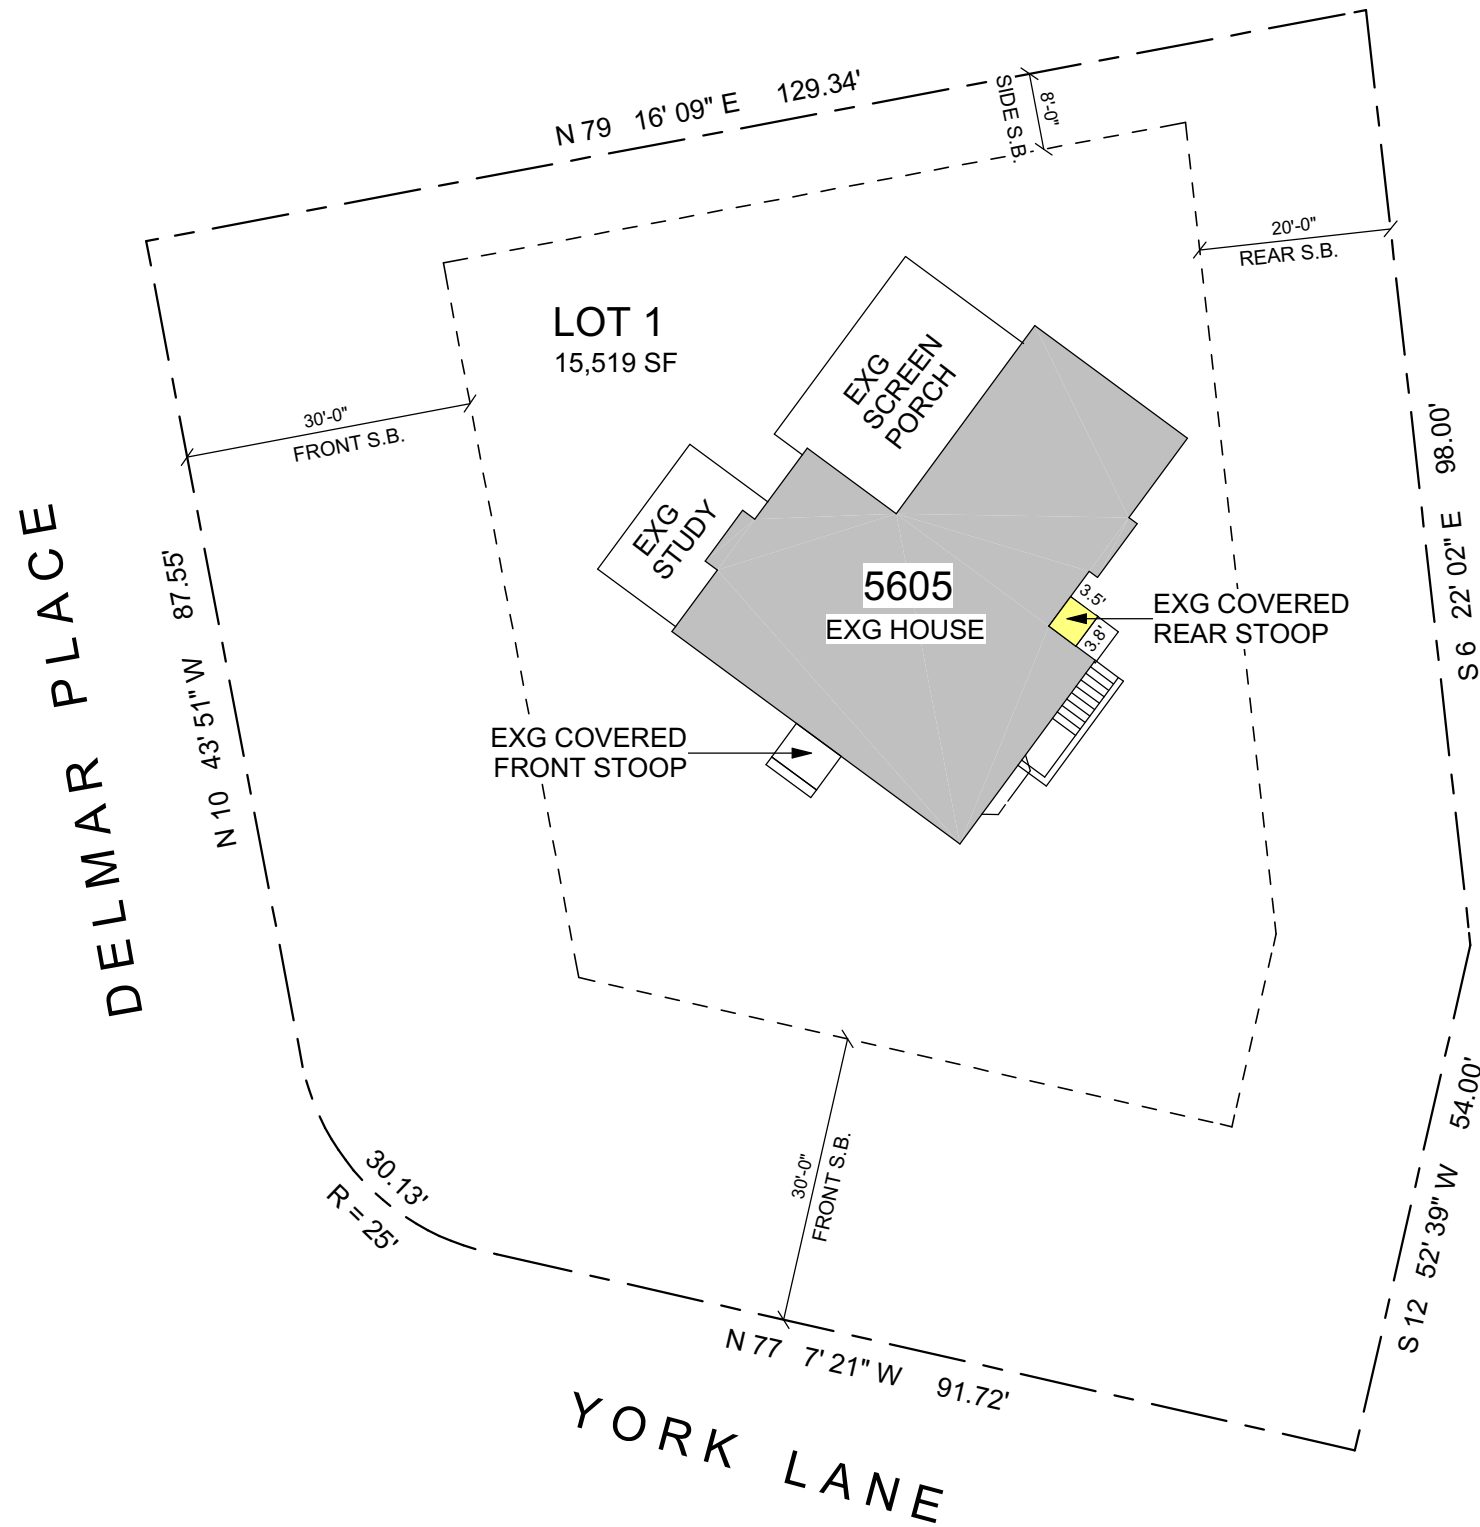 N 79 16' 09" E 129.34'
SIDE S.B.
8'-0"
20'-0"
REAR S.B.
LOT 1
15,519 SF
EXG
SCREEN
PORCH
30'-0"
FRONT S.B.
EXG
STUDY
98.00'
S 6 22' 02" E
DELMAR PLACE
N 10 43' 51" W 87.55'
5605
EXG HOUSE
3.5'
3.8'
EXG COVERED
REAR STOOP
EXG COVERED
FRONT STOOP
30'-0"
FRONT S.B.
S 12 52' 39" W 54.00'
30.13'
R = 25'
N 77 7' 21" W 91.72'
YORK LANE